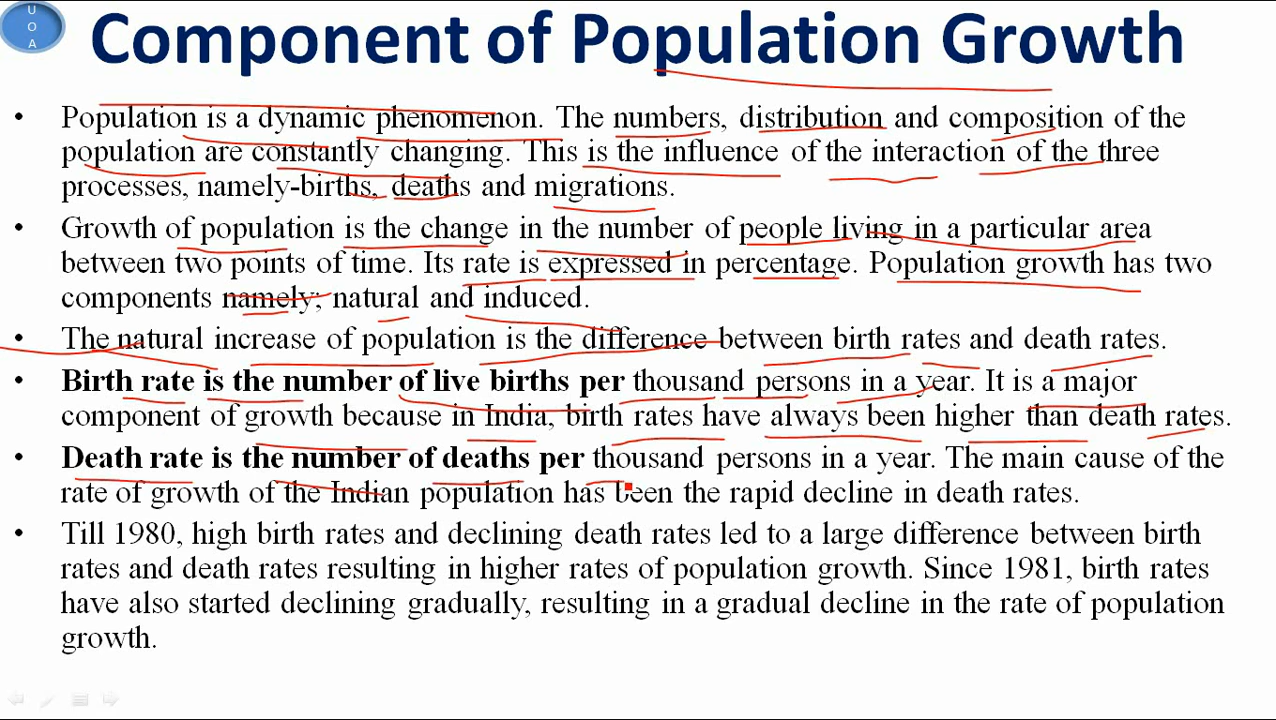 U
O
A
Component of Population Growth
• Population is a dynamic phenomenon. The numbers, distribution and composition of the
population are constantly changing. This is the influence of the interaction of the three
processes, namely-births, deaths and migrations.
• Growth of population is the change in the number of people living in a particular area
between two points of time. Its rate is expressed in percentage. Population growth has two
components namely; natural and induced.
• The natural increase of population is the difference between birth rates and death rates.
• Birth rate is the number of live births per thousand persons in a year. It is a major
component of growth because in India, birth rates have always been higher than death rates.
• Death rate is the number of deaths per thousand persons in a year. The main cause of the
rate of growth of the Indian population has been the rapid decline in death rates.
• Till 1980, high birth rates and declining death rates led to a large difference between birth
rates and death rates resulting in higher rates of population growth. Since 1981, birth rates
have also started declining gradually, resulting in a gradual decline in the rate of population
growth.